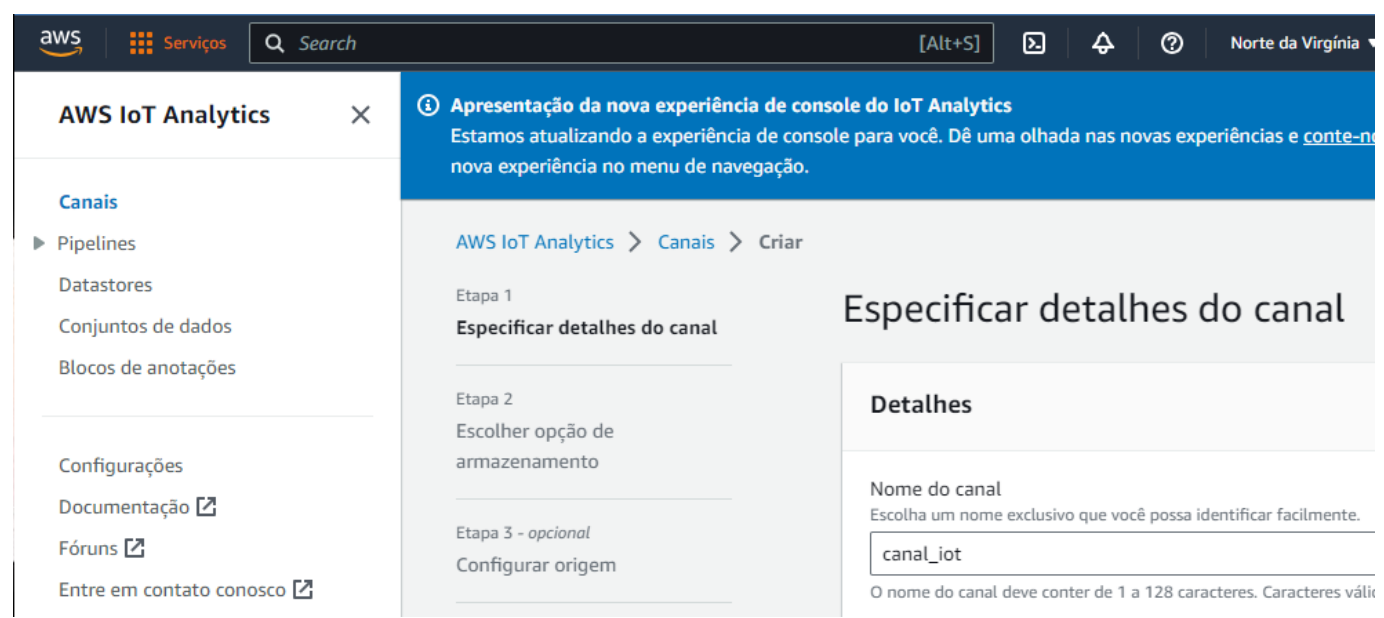 aws
Serviços
Search
[Alt+S]
Norte da Virgínia
AWS IoT Analytics
Canais
Pipelines
Datastores
Conjuntos de dados
Blocos de anotações
Configurações
Documentação
Fóruns
Entre em contato conosco
Apresentação da nova experiência de console do IoT Analytics
Estamos atualizando a experiência de console para você. Dê uma olhada nas novas experiências e conte-no
nova experiência no menu de navegação.
AWS IoT Analytics > Canais > Criar
Etapa 1
Especificar detalhes do canal
Etapa 2
Escolher opção de
armazenamento
Etapa 3 - opcional
Configurar origem
Especificar detalhes do canal
Detalhes
Nome do canal
Escolha um nome exclusivo que você possa identificar facilmente.
canal_iot
O nome do canal deve conter de 1 a 128 caracteres. Caracteres válid